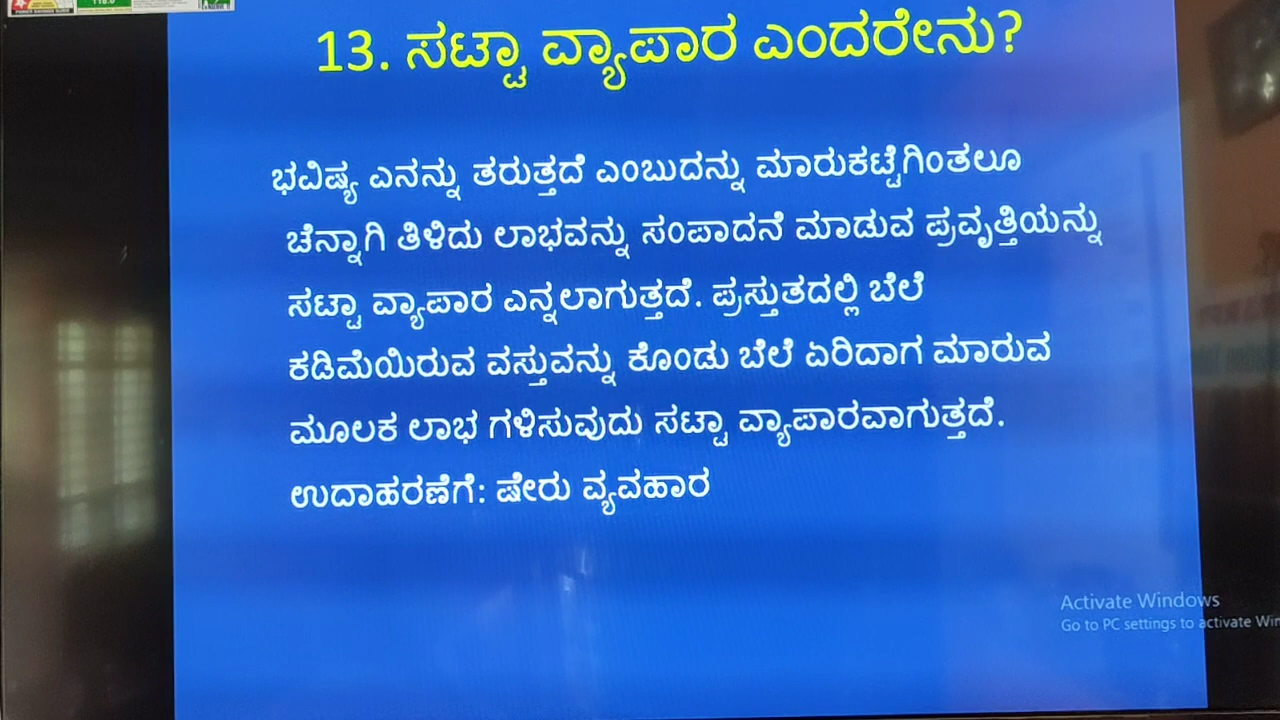 13. ಸಟ್ಟಾ ವ್ಯಾಪಾರ ಎಂದರೇನು?
ಭವಿಷ್ಯ ಎನನ್ನು ತರುತ್ತದೆ ಎಂಬುದನ್ನು ಮಾರುಕಟ್ಟೆಗಿಂತಲೂ
ಚೆನ್ನಾಗಿ ತಿಳಿದು ಲಾಭವನ್ನು ಸಂಪಾದನೆ ಮಾಡುವ ಪ್ರವೃತ್ತಿಯನ್ನು
ಸಟ್ಟಾ ವ್ಯಾಪಾರ ಎನ್ನಲಾಗುತ್ತದೆ. ಪ್ರಸ್ತುತದಲ್ಲಿ ಬೆಲೆ
ಕಡಿಮೆಯಿರುವ ವಸ್ತುವನ್ನು ಕೊಂಡು ಬೆಲೆ ಏರಿದಾಗ ಮಾರುವ
ಮೂಲಕ ಲಾಭ ಗಳಿಸುವುದು ಸಟ್ಟಾ ವ್ಯಾಪಾರವಾಗುತ್ತದೆ.
ಉದಾಹರಣೆಗೆ: ಷೇರು ವ್ಯವಹಾರ
Activate Windows
Go to PC settings to activate Win